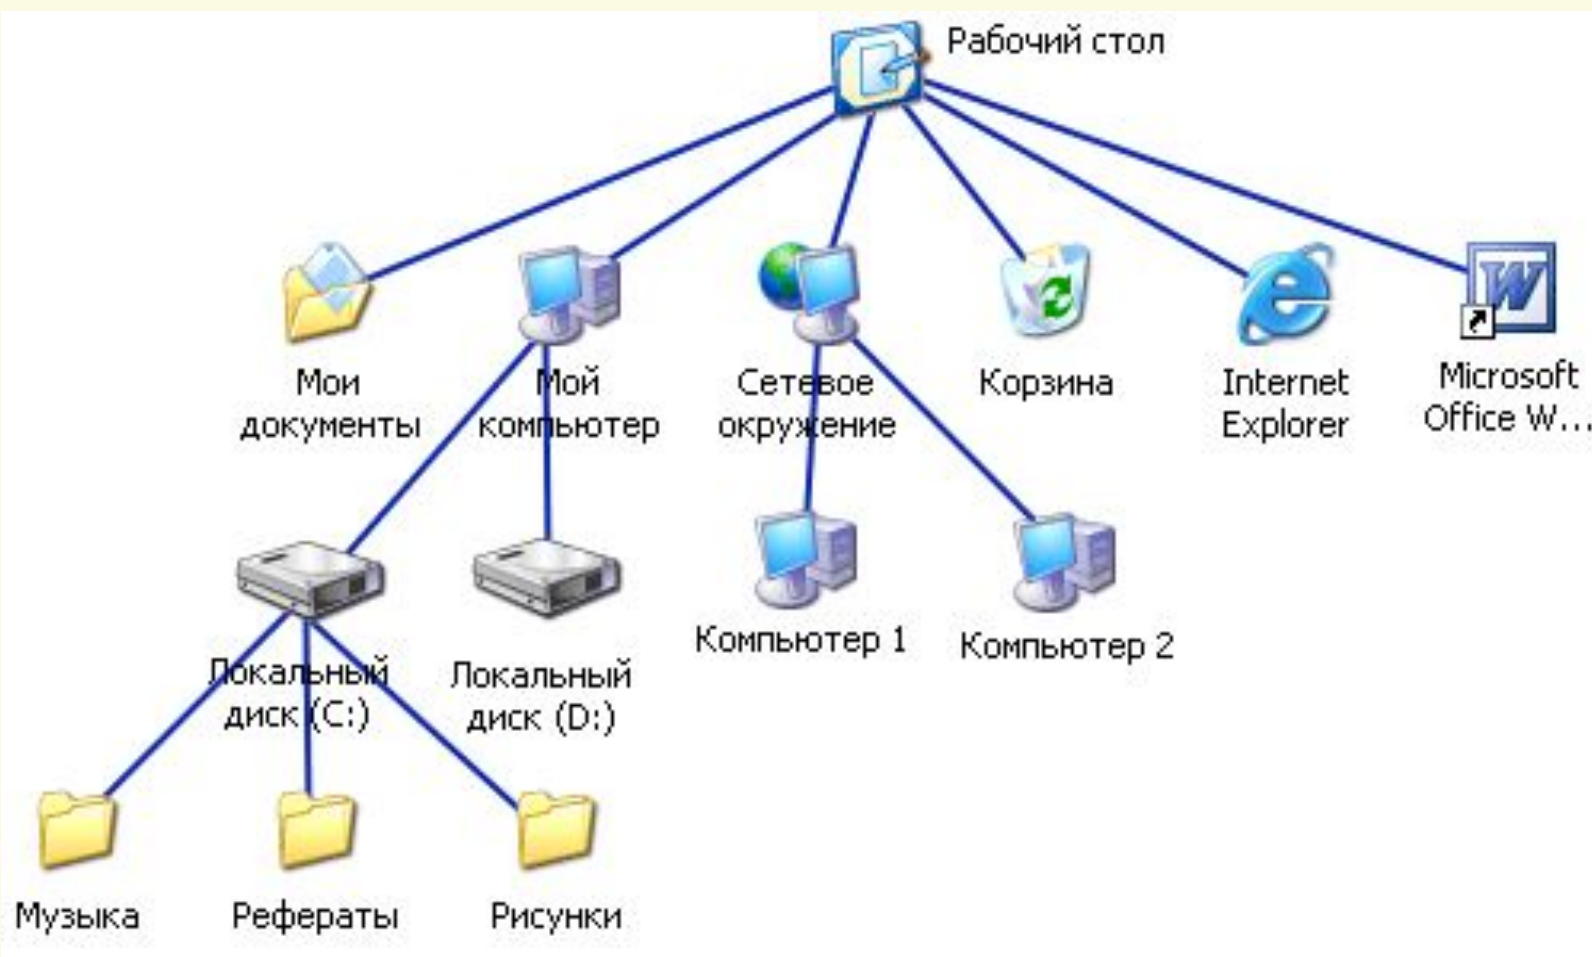 Рабочий стол
Мои
документы
Мой
компьютер
Сетевое
окружение
Корзина
Internet
Explorer
Microsoft
Office W...
Локальный
диск (C:)
Локальный
диск (D:)
Компьютер 1
Компьютер 2
Музыка
Рефераты
Рисунки